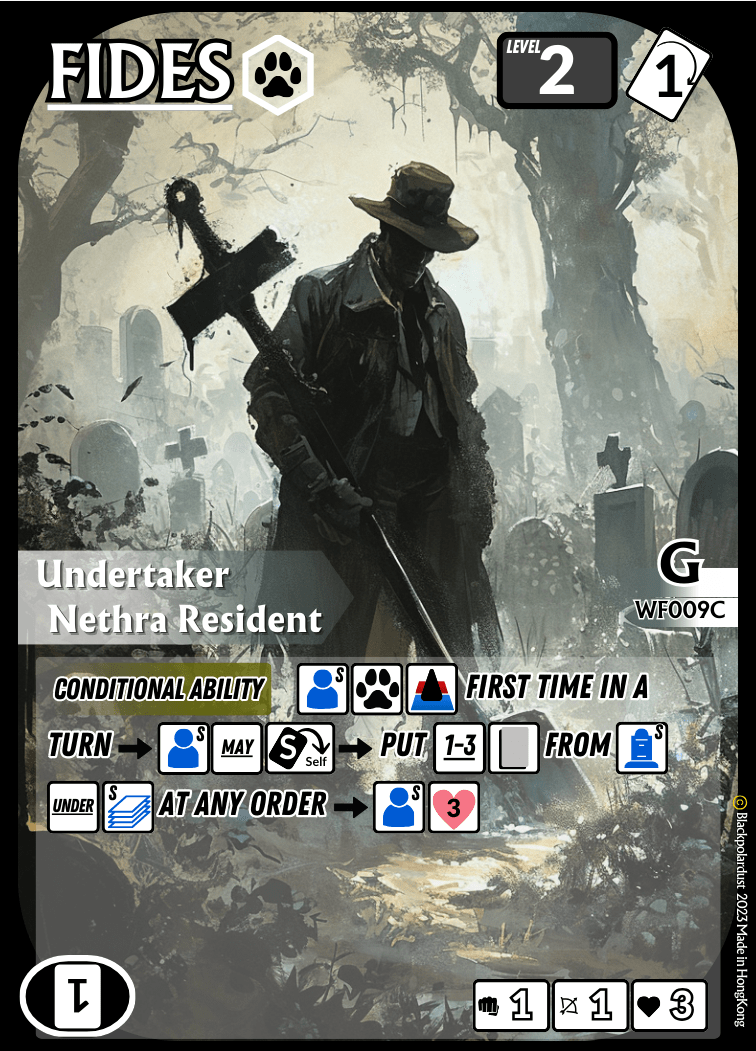 FIDES
LEVEL 2
1
Undertaker
Nethra Resident
G
WF009C
CONDITIONAL ABILITY S FIRST TIME IN A
TURN S MAY S Self PUT 1-3 FROM S
UNDER S AT ANY ORDER S 3
1
1 1 3
© Blackpolardust 2023 Made in HongKong